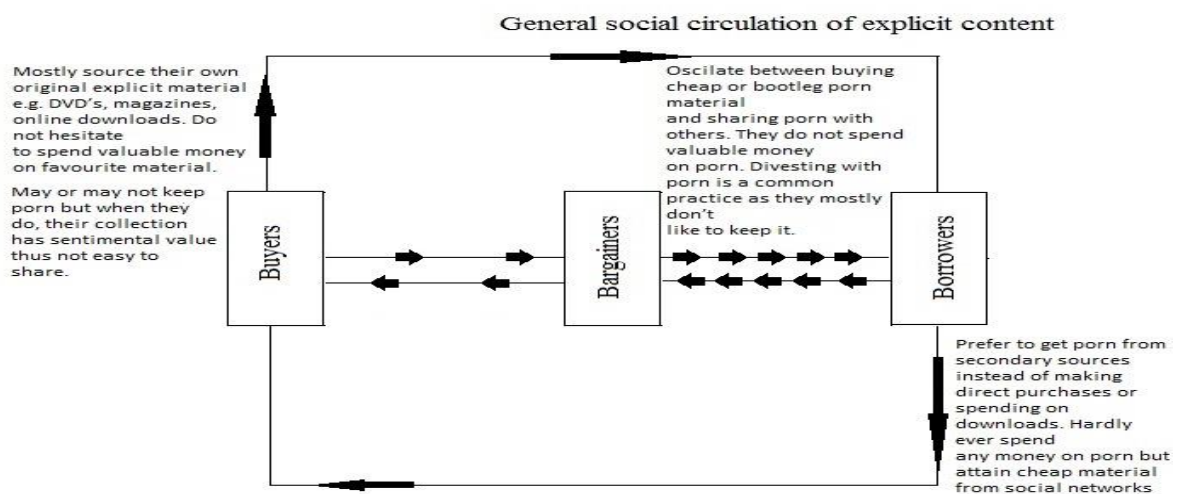 General social circulation of explicit content
Mostly source their own
original explicit material
e.g. DVD's, magazines,
online downloads. Do
not hesitate
to spend valuable money
on favourite material.
May or may not keep
porn but when they
do, their collection
has sentimental value
thus not easy to
share.
Buyers
Oscilate between buying
cheap or bootleg porn
material
and sharing porn with
others. They do not spend
valuable money
on porn. Divesting with
porn is a common
practice as they mostly
don't
like to keep it.
Bargainers
Borrowers
Prefer to get porn from
secondary sources
instead of making
direct purchases or
spending on
downloads. Hardly
ever spend
any money on porn but
attain cheap material
from social networks